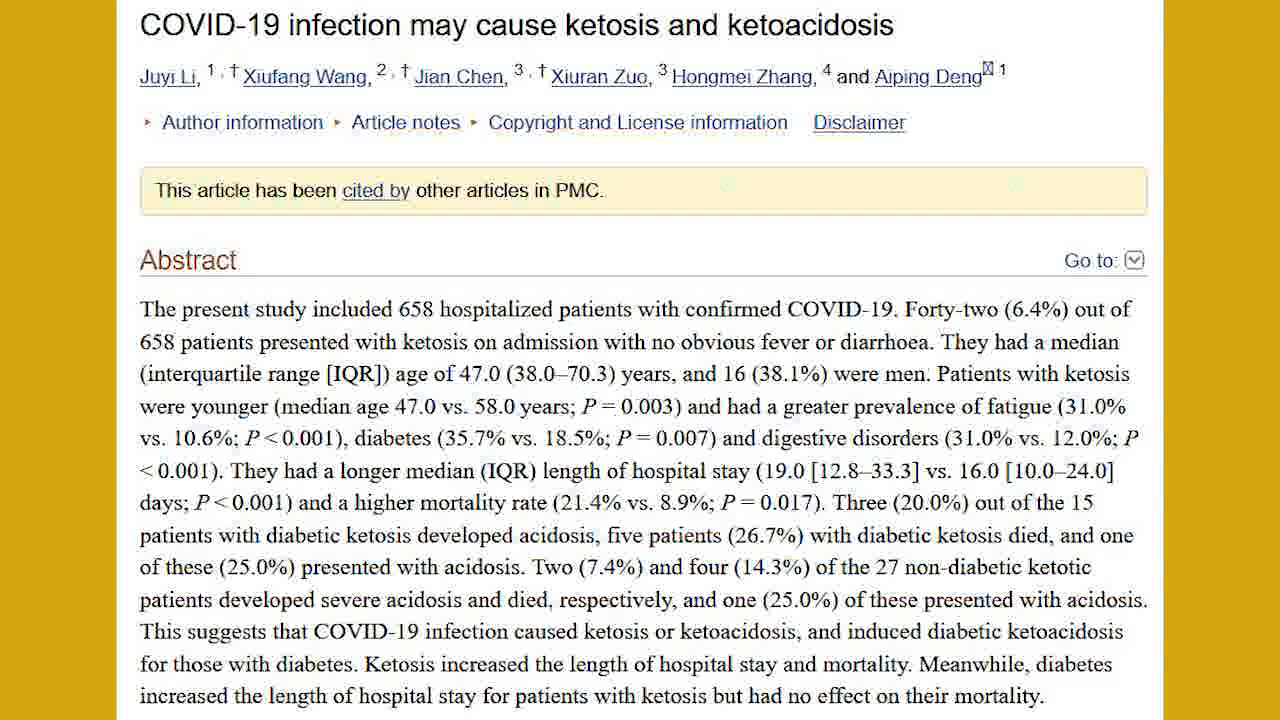 COVID-19 infection may cause ketosis and ketoacidosis
Juyi Li, 1 , † Xiufang Wang, 2 , † Jian Chen, 3 , † Xiuran Zuo, 3 Hongmei Zhang, 4 and Aiping Deng 1
▸ Author information ▸ Article notes ▸ Copyright and License information Disclaimer
This article has been cited by other articles in PMC.
Abstract Go to:
The present study included 658 hospitalized patients with confirmed COVID-19. Forty-two (6.4%) out of
658 patients presented with ketosis on admission with no obvious fever or diarrhoea. They had a median
(interquartile range [IQR]) age of 47.0 (38.0–70.3) years, and 16 (38.1%) were men. Patients with ketosis
were younger (median age 47.0 vs. 58.0 years; P = 0.003) and had a greater prevalence of fatigue (31.0%
vs. 10.6%; P < 0.001), diabetes (35.7% vs. 18.5%; P = 0.007) and digestive disorders (31.0% vs. 12.0%; P
< 0.001). They had a longer median (IQR) length of hospital stay (19.0 [12.8–33.3] vs. 16.0 [10.0–24.0]
days; P < 0.001) and a higher mortality rate (21.4% vs. 8.9%; P = 0.017). Three (20.0%) out of the 15
patients with diabetic ketosis developed acidosis, five patients (26.7%) with diabetic ketosis died, and one
of these (25.0%) presented with acidosis. Two (7.4%) and four (14.3%) of the 27 non-diabetic ketotic
patients developed severe acidosis and died, respectively, and one (25.0%) of these presented with acidosis.
This suggests that COVID-19 infection caused ketosis or ketoacidosis, and induced diabetic ketoacidosis
for those with diabetes. Ketosis increased the length of hospital stay and mortality. Meanwhile, diabetes
increased the length of hospital stay for patients with ketosis but had no effect on their mortality.